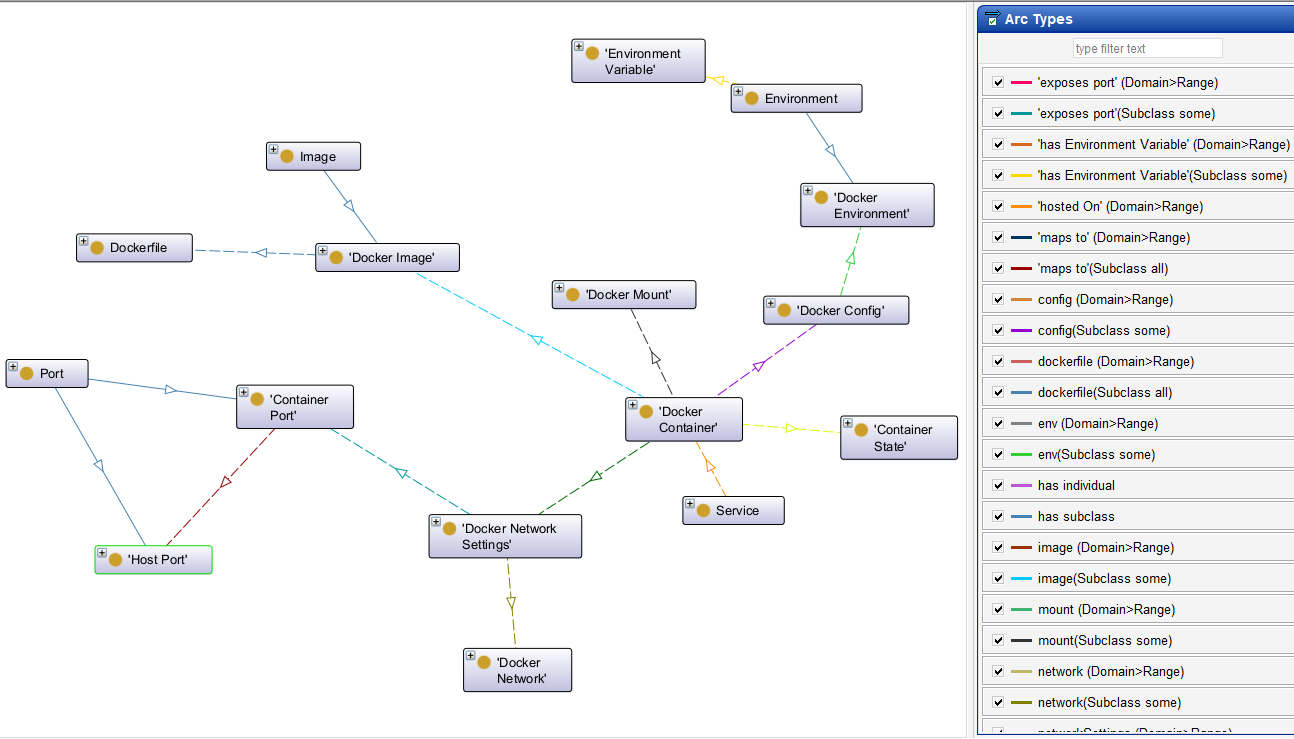 'Environment
Variable'
Environment
Image
'Docker
Environment'
Dockerfile
'Docker Image'
'Docker Mount'
'Docker Config'
Port
'Container
Port'
'Docker
Container'
'Container
State'
Service
'Docker Network
Settings'
'Host Port'
'Docker
Network'
Arc Types
type filter text
'exposes port' (Domain>Range)
'exposes port'(Subclass some)
'has Environment Variable' (Domain>Range)
'has Environment Variable'(Subclass some)
'hosted On' (Domain>Range)
'maps to' (Domain>Range)
'maps to'(Subclass all)
config (Domain>Range)
config(Subclass some)
dockerfile (Domain>Range)
dockerfile(Subclass all)
env (Domain>Range)
env(Subclass some)
has individual
has subclass
image (Domain>Range)
image(Subclass some)
mount (Domain>Range)
mount(Subclass some)
network (Domain>Range)
network(Subclass some)
networkSettings (Domain>Range)